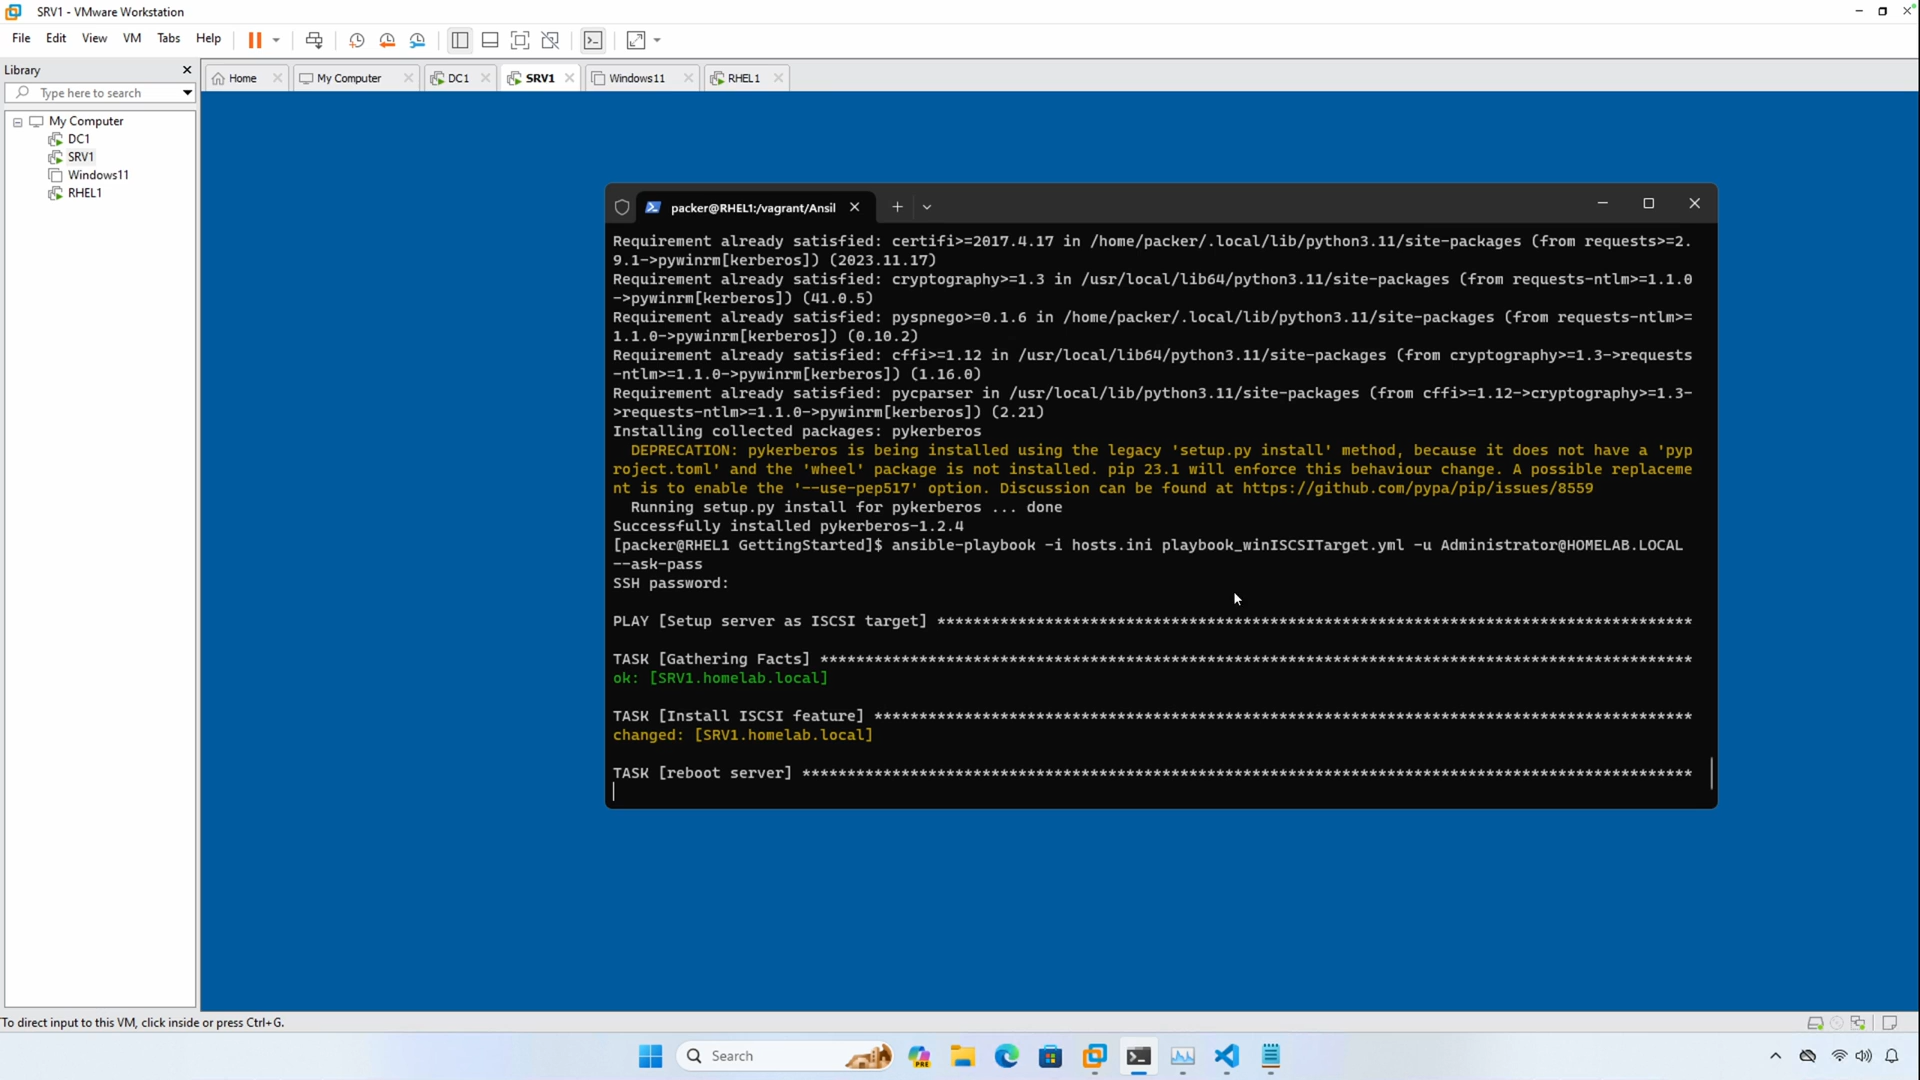 SRV1 - VMware Workstation
File Edit View VM Tabs Help
Library
Type here to search
My Computer
DC1
SRV1
Windows11
RHEL1
Home
My Computer
DC1
SRV1
Windows11
RHEL1
packer@RHEL1:/vagrant/Ansil
Requirement already satisfied: certifi>=2017.4.17 in /home/packer/.local/lib/python3.11/site-packages (from requests>=2.
9.1->pywinrm[kerberos]) (2023.11.17)
Requirement already satisfied: cryptography>=1.3 in /usr/local/lib64/python3.11/site-packages (from requests-ntlm>=1.1.0
->pywinrm[kerberos]) (41.0.5)
Requirement already satisfied: pyspnego>=0.1.6 in /home/packer/.local/lib/python3.11/site-packages (from requests-ntlm>=
1.1.0->pywinrm[kerberos]) (0.10.2)
Requirement already satisfied: cffi>=1.12 in /usr/local/lib64/python3.11/site-packages (from cryptography>=1.3->requests
-ntlm>=1.1.0->pywinrm[kerberos]) (1.16.0)
Requirement already satisfied: pycparser in /usr/local/lib/python3.11/site-packages (from cffi>=1.12->cryptography>=1.3-
>requests-ntlm>=1.1.0->pywinrm[kerberos]) (2.21)
Installing collected packages: pykerberos
DEPRECATION: pykerberos is being installed using the legacy 'setup.py install' method, because it does not have a 'pyp
roject.toml' and the 'wheel' package is not installed. pip 23.1 will enforce this behaviour change. A possible replaceme
nt is to enable the '--use-pep517' option. Discussion can be found at https://github.com/pypa/pip/issues/8559
Running setup.py install for pykerberos ... done
Successfully installed pykerberos-1.2.4
[packer@RHEL1 GettingStarted]$ ansible-playbook -i hosts.ini playbook_winISCSITarget.yml -u Administrator@HOMELAB.LOCAL
--ask-pass
SSH password:
PLAY [Setup server as ISCSI target] ************************************************************************************
TASK [Gathering Facts] *************************************************************************************************
ok: [SRV1.homelab.local]
TASK [Install ISCSI feature] *******************************************************************************************
changed: [SRV1.homelab.local]
TASK [reboot server] ***************************************************************************************************
To direct input to this VM, click inside or press Ctrl+G.
Search
PRE